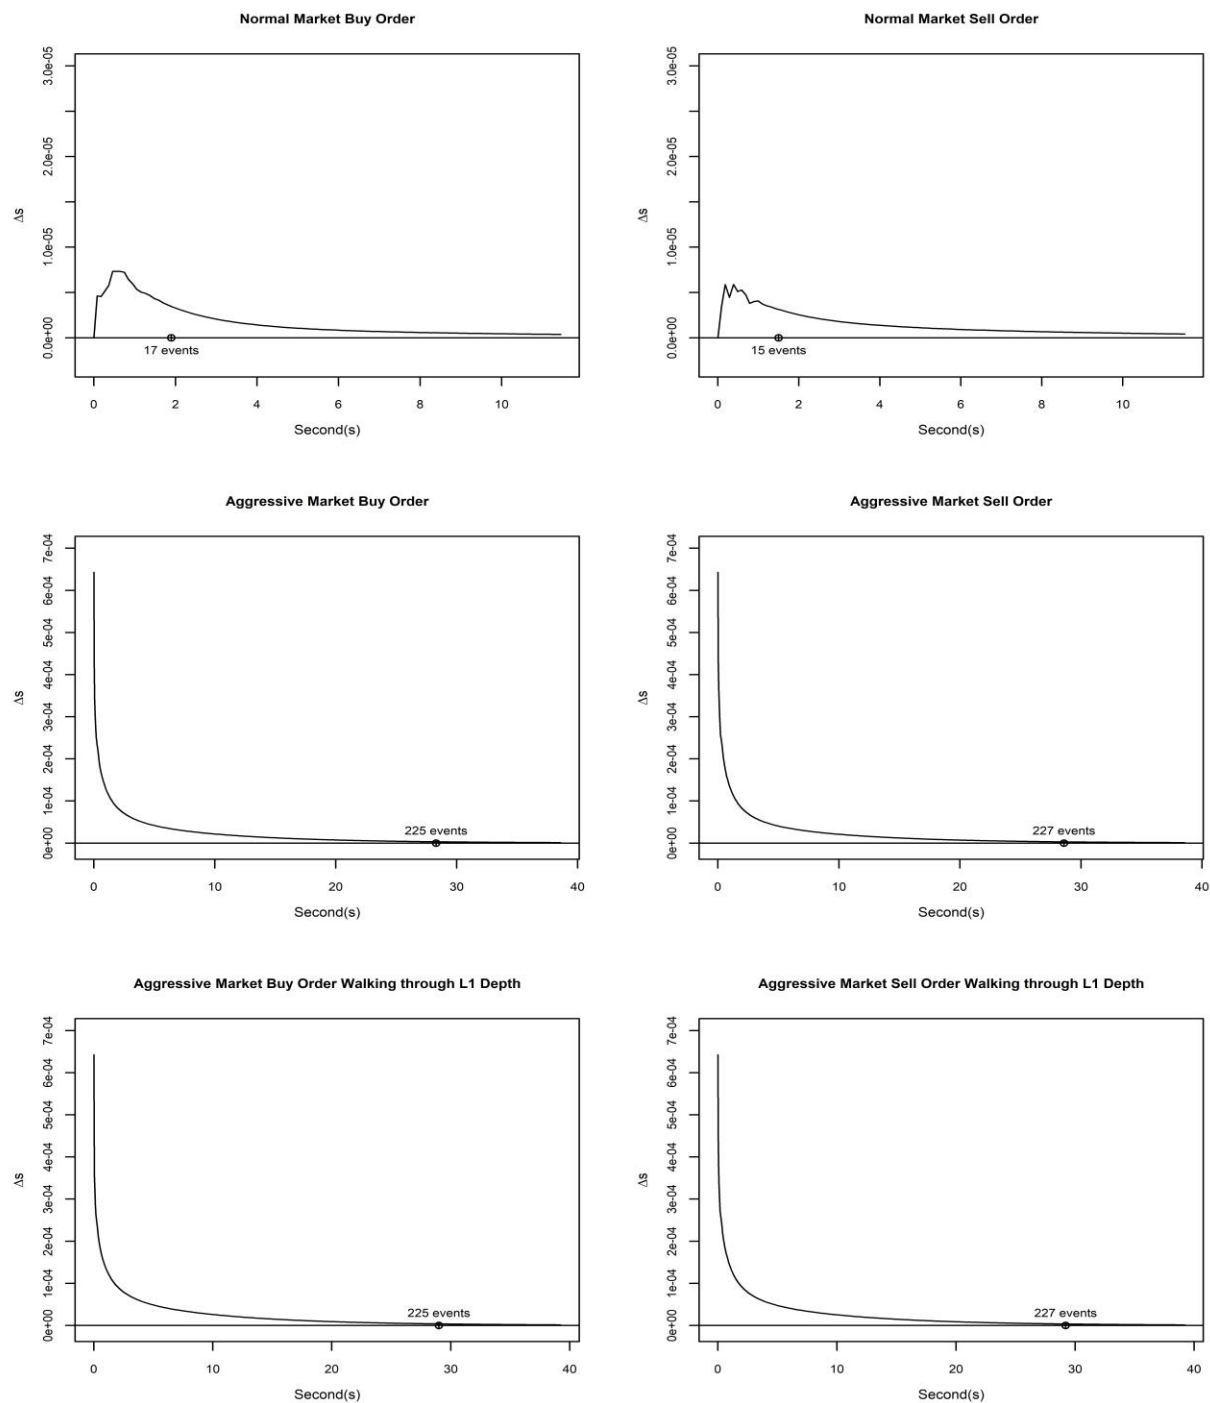 Normal Market Buy Order
3.0e-05
2.0e-05
1.0e-05
0.0e+00
Δs
17 events
0 2 4 6 8 10
Second(s)
Normal Market Sell Order
3.0e-05
2.0e-05
1.0e-05
0.0e+00
Δs
15 events
0 2 4 6 8 10
Second(s)
Aggressive Market Buy Order
7e-04
6e-04
5e-04
4e-04
3e-04
2e-04
1e-04
0e+00
Δs
225 events
0 10 20 30 40
Second(s)
Aggressive Market Sell Order
7e-04
6e-04
5e-04
4e-04
3e-04
2e-04
1e-04
0e+00
Δs
227 events
0 10 20 30 40
Second(s)
Aggressive Market Buy Order Walking through L1 Depth
7e-04
6e-04
5e-04
4e-04
3e-04
2e-04
1e-04
0e+00
Δs
225 events
0 10 20 30 40
Second(s)
Aggressive Market Sell Order Walking through L1 Depth
7e-04
6e-04
5e-04
4e-04
3e-04
2e-04
1e-04
0e+00
Δs
227 events
0 10 20 30 40
Second(s)